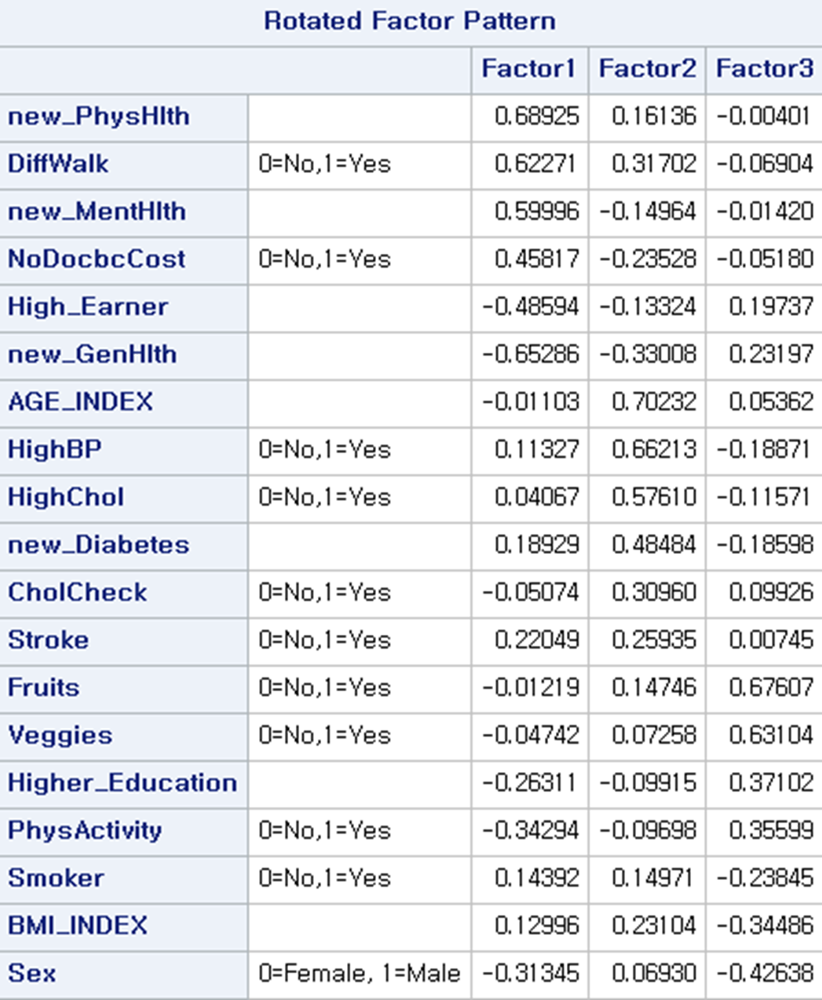 Rotated Factor Pattern
Factor1 Factor2 Factor3
new_PhysHlth 0.68925 0.16136 -0.00401
DiffWalk 0=No,1=Yes 0.62271 0.31702 -0.06904
new_MentHlth 0.59996 -0.14964 -0.01420
NoDocbcCost 0=No,1=Yes 0.45817 -0.23528 -0.05180
High_Earner -0.48594 -0.13324 0.19737
new_GenHlth -0.65286 -0.33008 0.23197
AGE_INDEX -0.01103 0.70232 0.05362
HighBP 0=No,1=Yes 0.11327 0.66213 -0.18871
HighChol 0=No,1=Yes 0.04067 0.57610 -0.11571
new_Diabetes 0.18929 0.48484 -0.18598
CholCheck 0=No,1=Yes -0.05074 0.30960 0.09926
Stroke 0=No,1=Yes 0.22049 0.25935 0.00745
Fruits 0=No,1=Yes -0.01219 0.14746 0.67607
Veggies 0=No,1=Yes -0.04742 0.07258 0.63104
Higher_Education -0.26311 -0.09915 0.37102
PhysActivity 0=No,1=Yes -0.34294 -0.09698 0.35599
Smoker 0=No,1=Yes 0.14392 0.14971 -0.23845
BMI_INDEX 0.12996 0.23104 -0.34486
Sex 0=Female, 1=Male -0.31345 0.06930 -0.42638